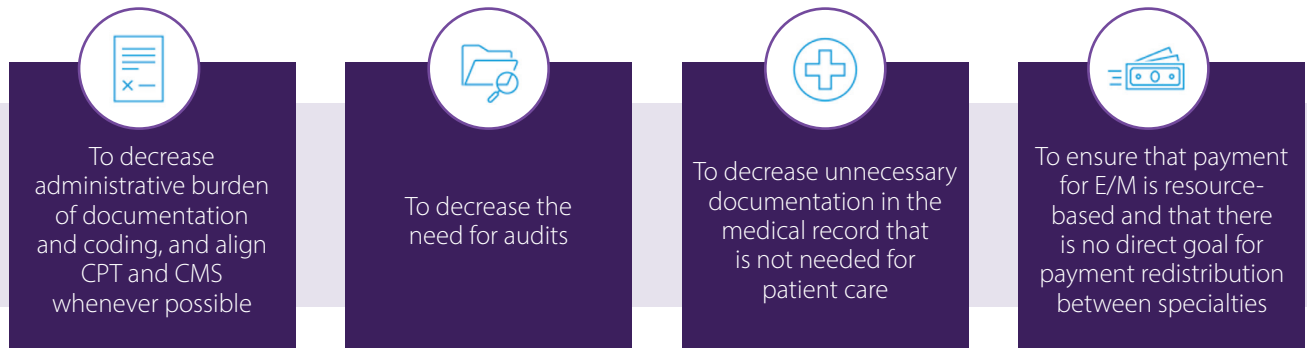 To decrease
administrative burden
of documentation
and coding, and align
CPT and CMS
whenever possible
To decrease the
need for audits
To decrease unnecessary
documentation in the
medical record that
is not needed for
patient care
To ensure that payment
for E/M is resource-
based and that there
is no direct goal for
payment redistribution
between specialties